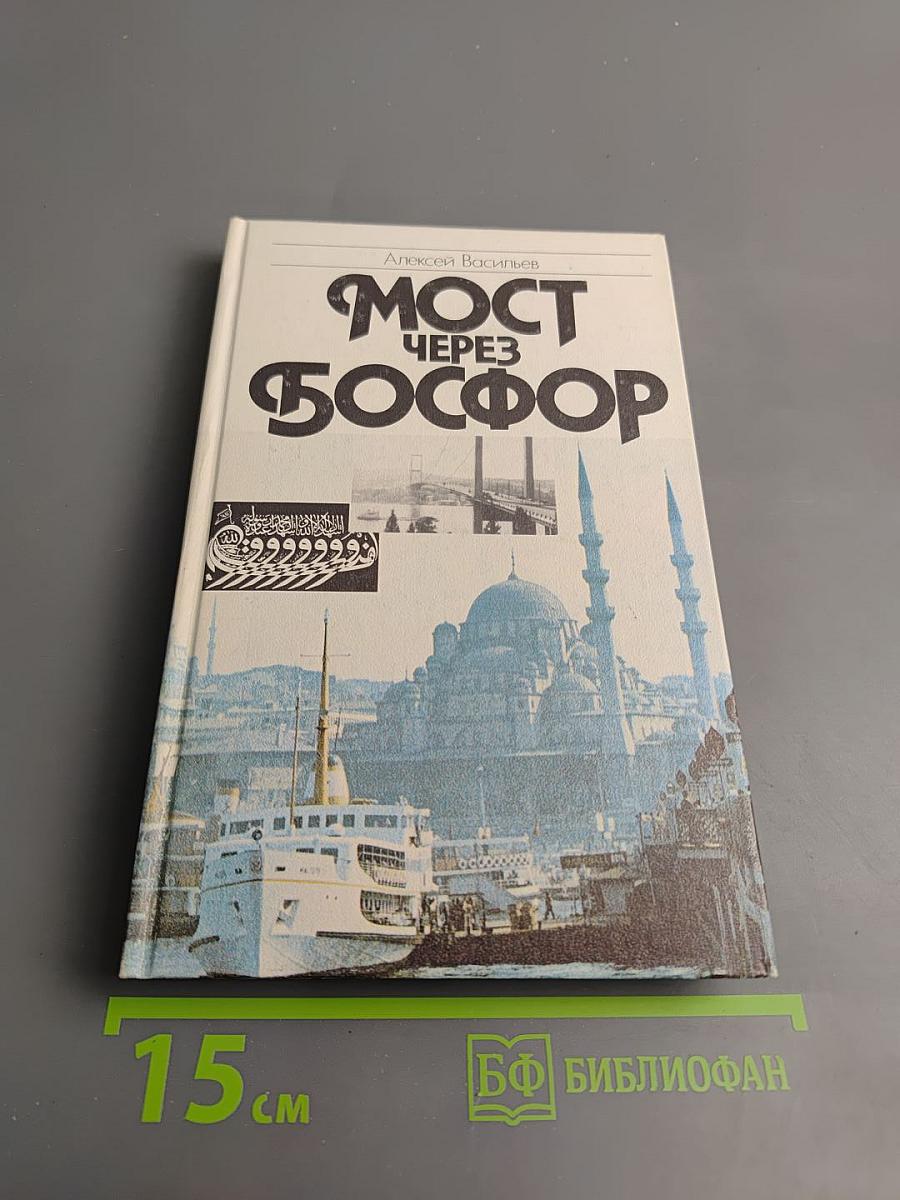 Алексей Васильев
МОСТ
ЧЕРЕЗ
БОСФОР
15 см
БФ БИБЛИОФАН